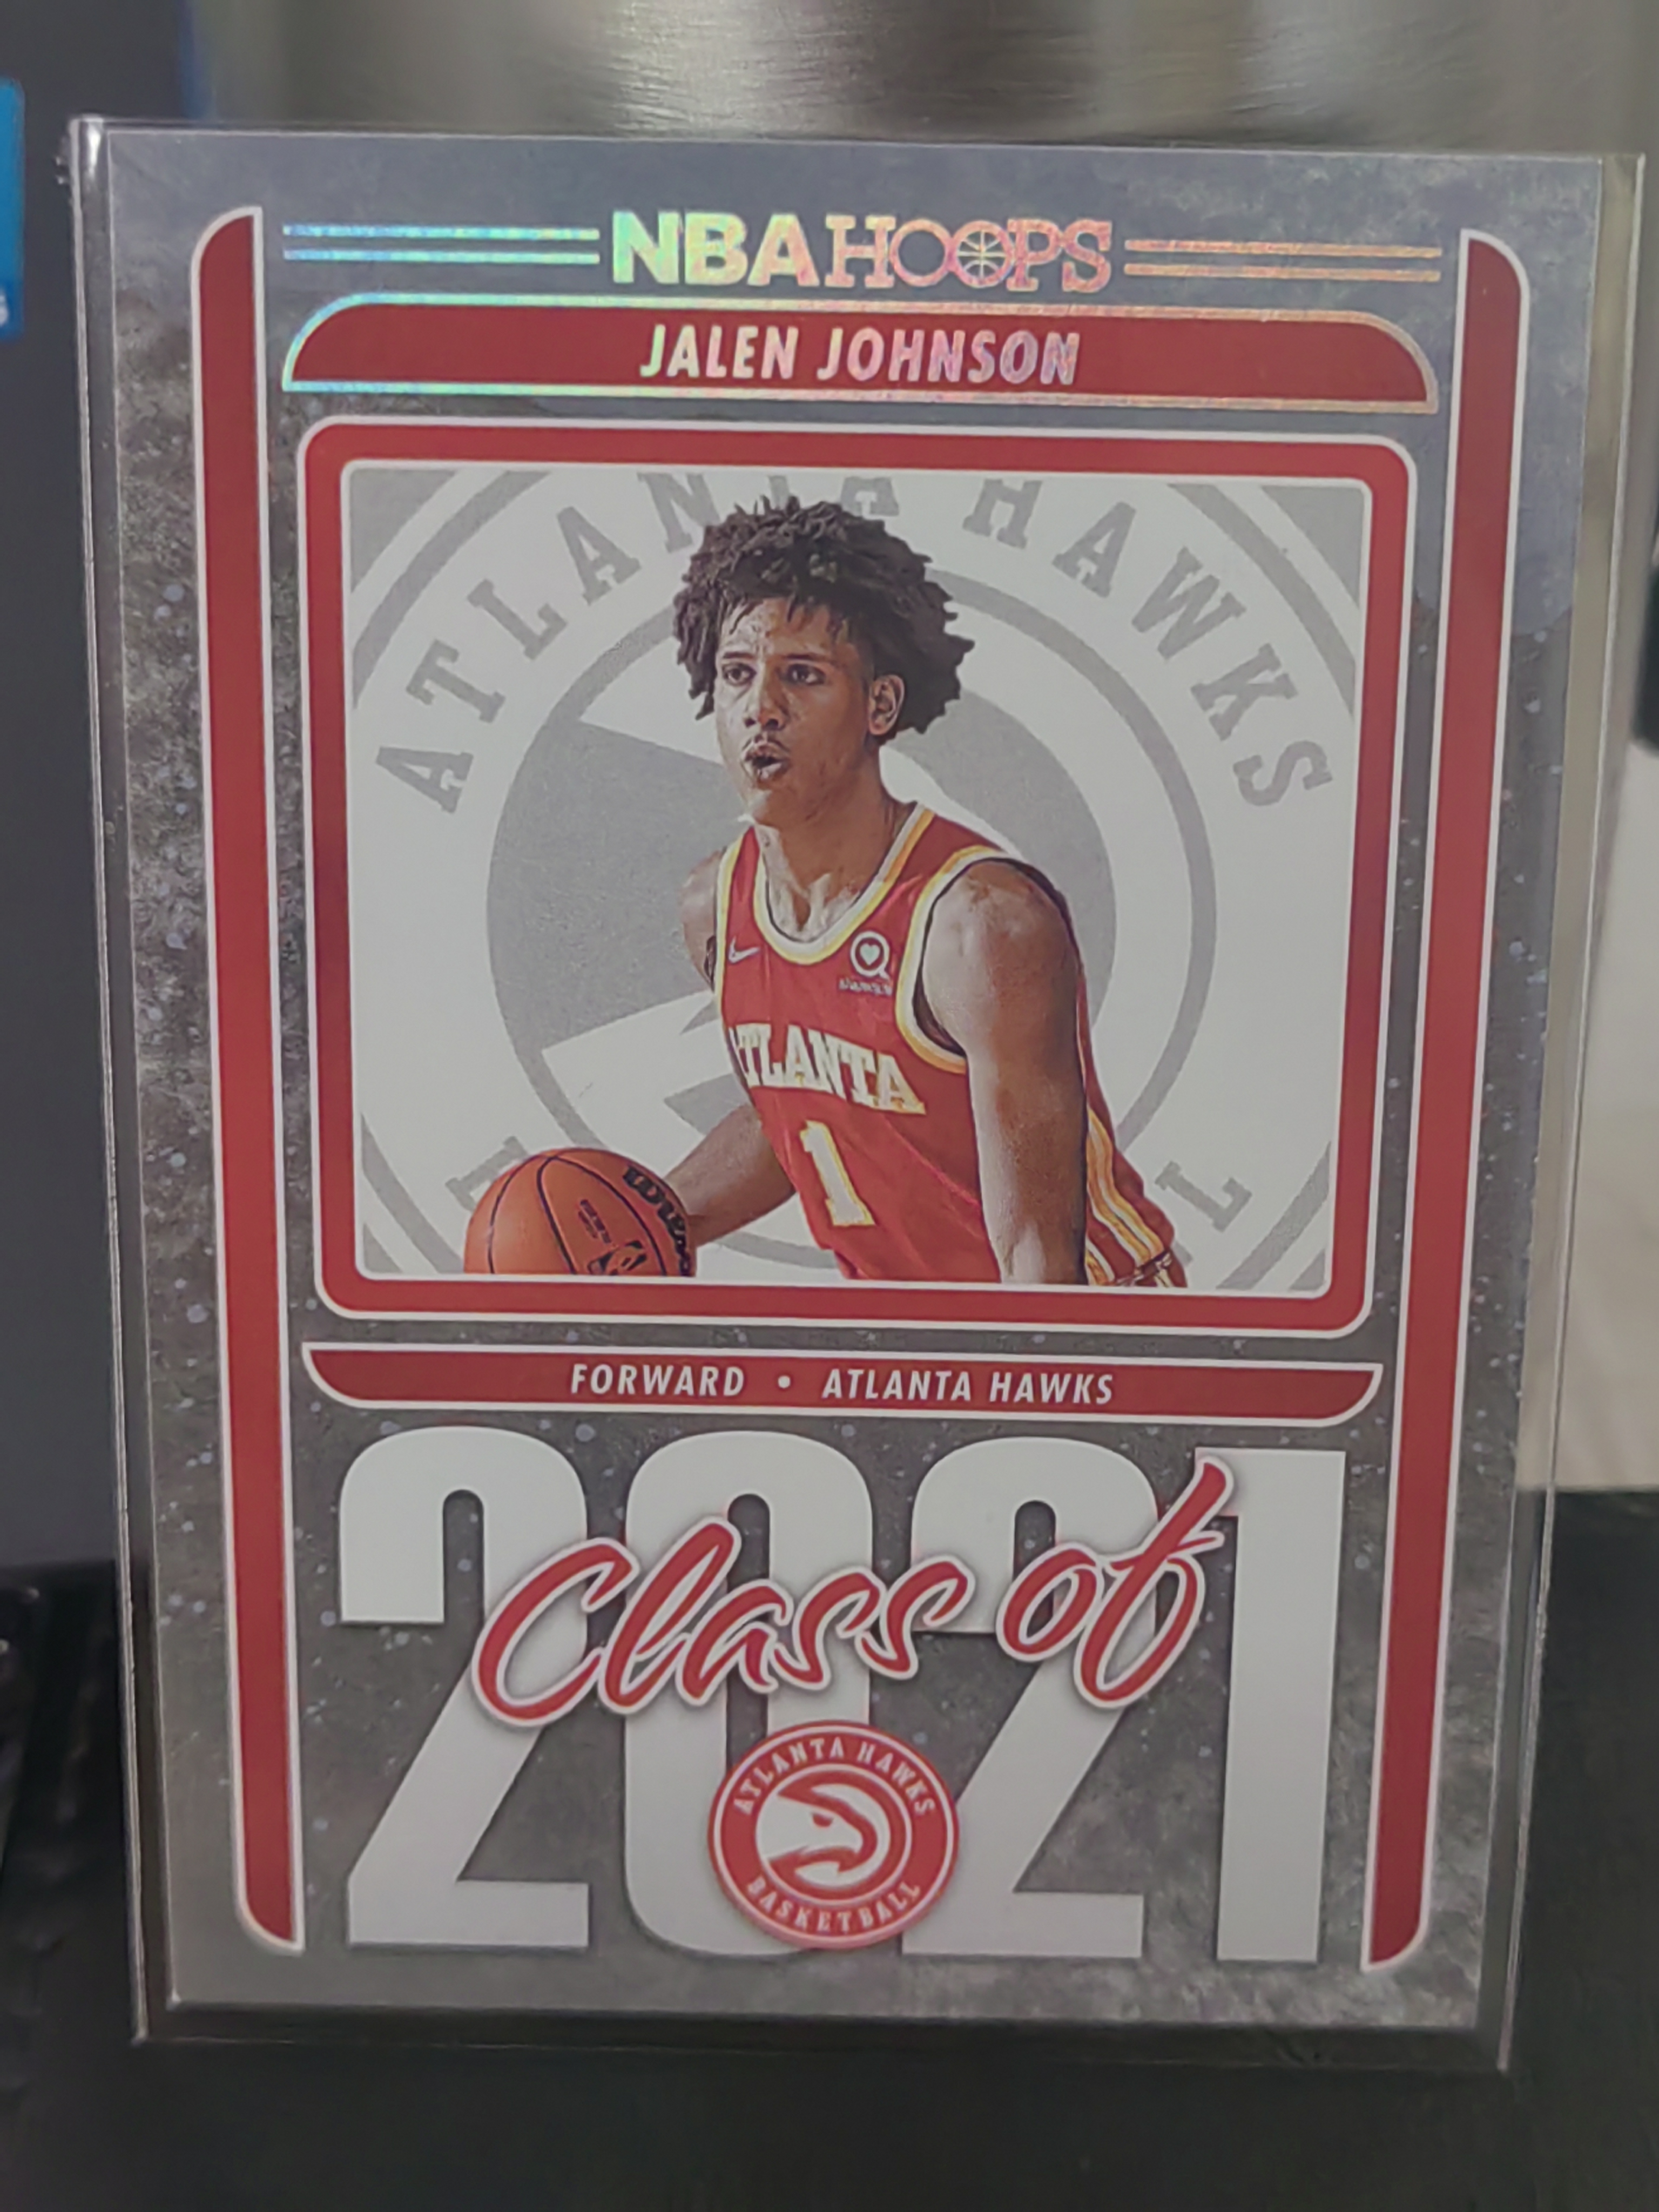 NBA HOOPS
JALEN JOHNSON
ATLANTA HAWKS
ATLANTA
1
FORWARD • ATLANTA HAWKS
2021
Class of
ATLANTA HAWKS
BASKETBALL